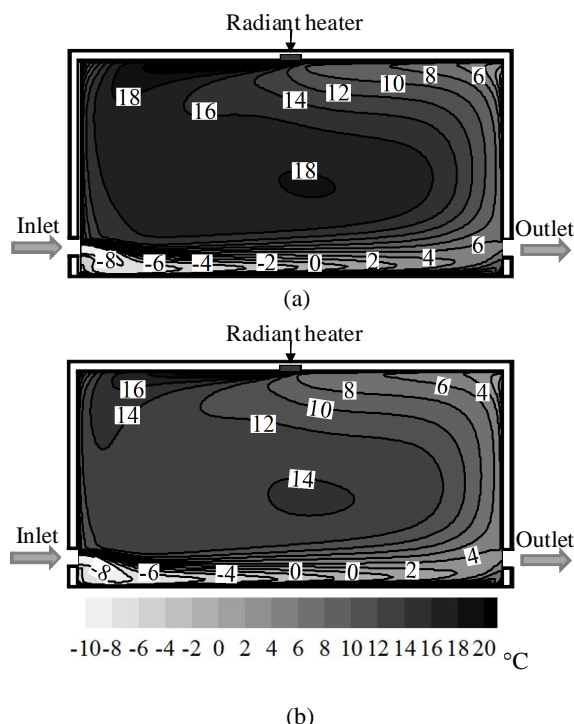 Radiant heater
18 16 14 12 10 8 6
18
Inlet
Outlet
6
-8 -6 -4 -2 0 2 4
(a)
Radiant heater
16 14 12 10 8 6 4
14
Inlet
Outlet
4
-8 -6 -4 0 0 2
-10 -8 -6 -4 -2 0 2 4 6 8 10 12 14 16 18 20 °C
(b)